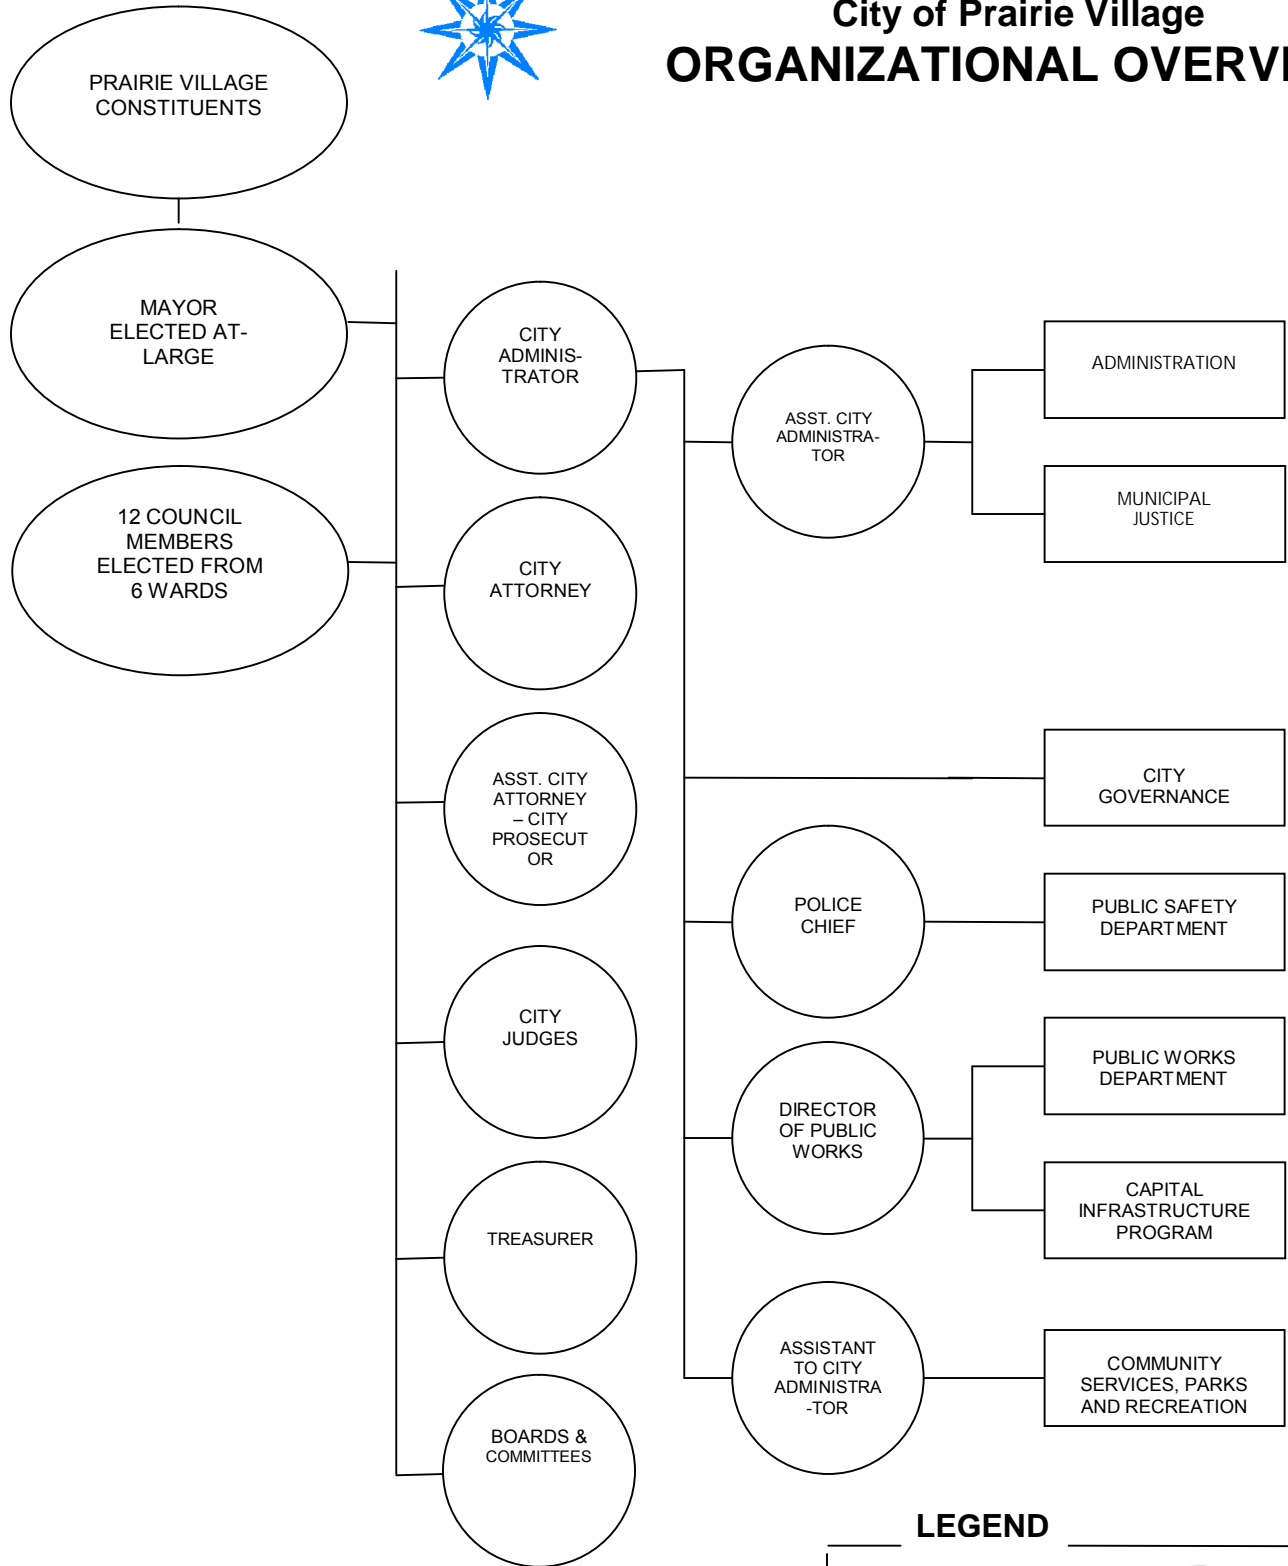 City of Prairie Village
ORGANIZATIONAL
PRAIRIE VILLAGE
CONSTITUENTS
MAYOR
ELECTED AT-
LARGE
12 COUNCIL
MEMBERS
ELECTED FROM
6 WARDS
CITY
ADMINIS-
TRATOR
CITY
ATTORNEY
ASST. CITY
ATTORNEY
– CITY
PROSECUT
OR
CITY
JUDGES
TREASURER
BOARDS &
COMMITTEES
ASST. CITY
ADMINISTRA-
TOR
POLICE
CHIEF
DIRECTOR
OF PUBLIC
WORKS
ASSISTANT
TO CITY
ADMINISTRA
-TOR
ADMINISTRATION
MUNICIPAL
JUSTICE
CITY
GOVERNANCE
PUBLIC SAFETY
DEPARTMENT
PUBLIC WORKS
DEPARTMENT
CAPITAL
INFRASTRUCTURE
PROGRAM
COMMUNITY
SERVICES, PARKS
AND RECREATION
LEGEND